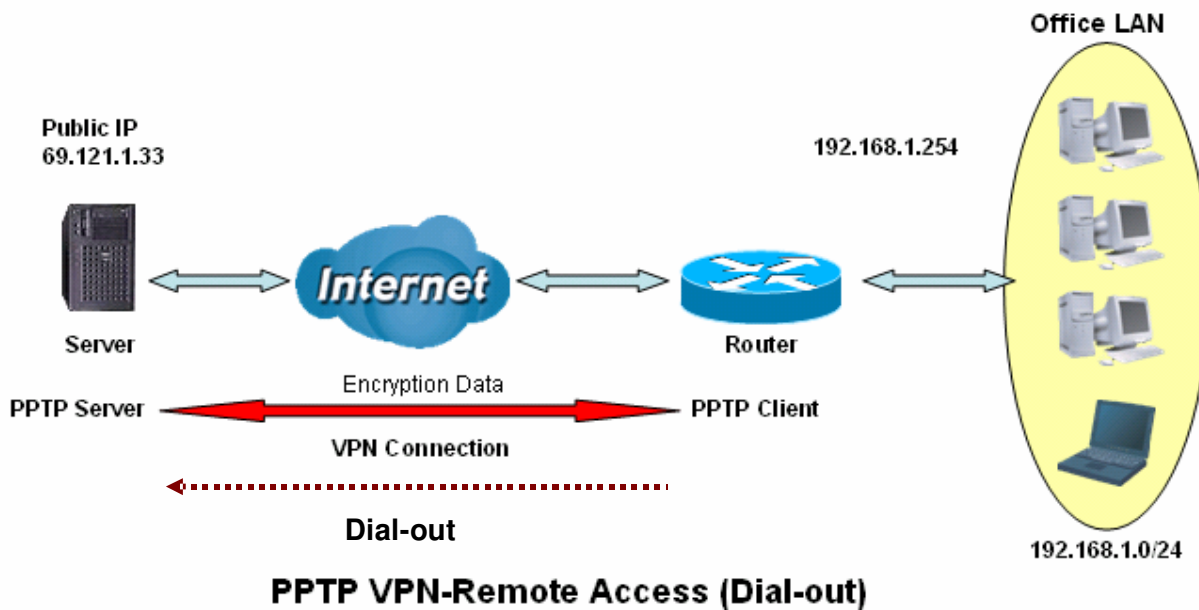 Office LAN
Public IP
69.121.1.33
192.168.1.254
Internet
Server
Router
Encryption Data
PPTP Server
PPTP Client
VPN Connection
Dial-out
192.168.1.0/24
PPTP VPN-Remote Access (Dial-out)